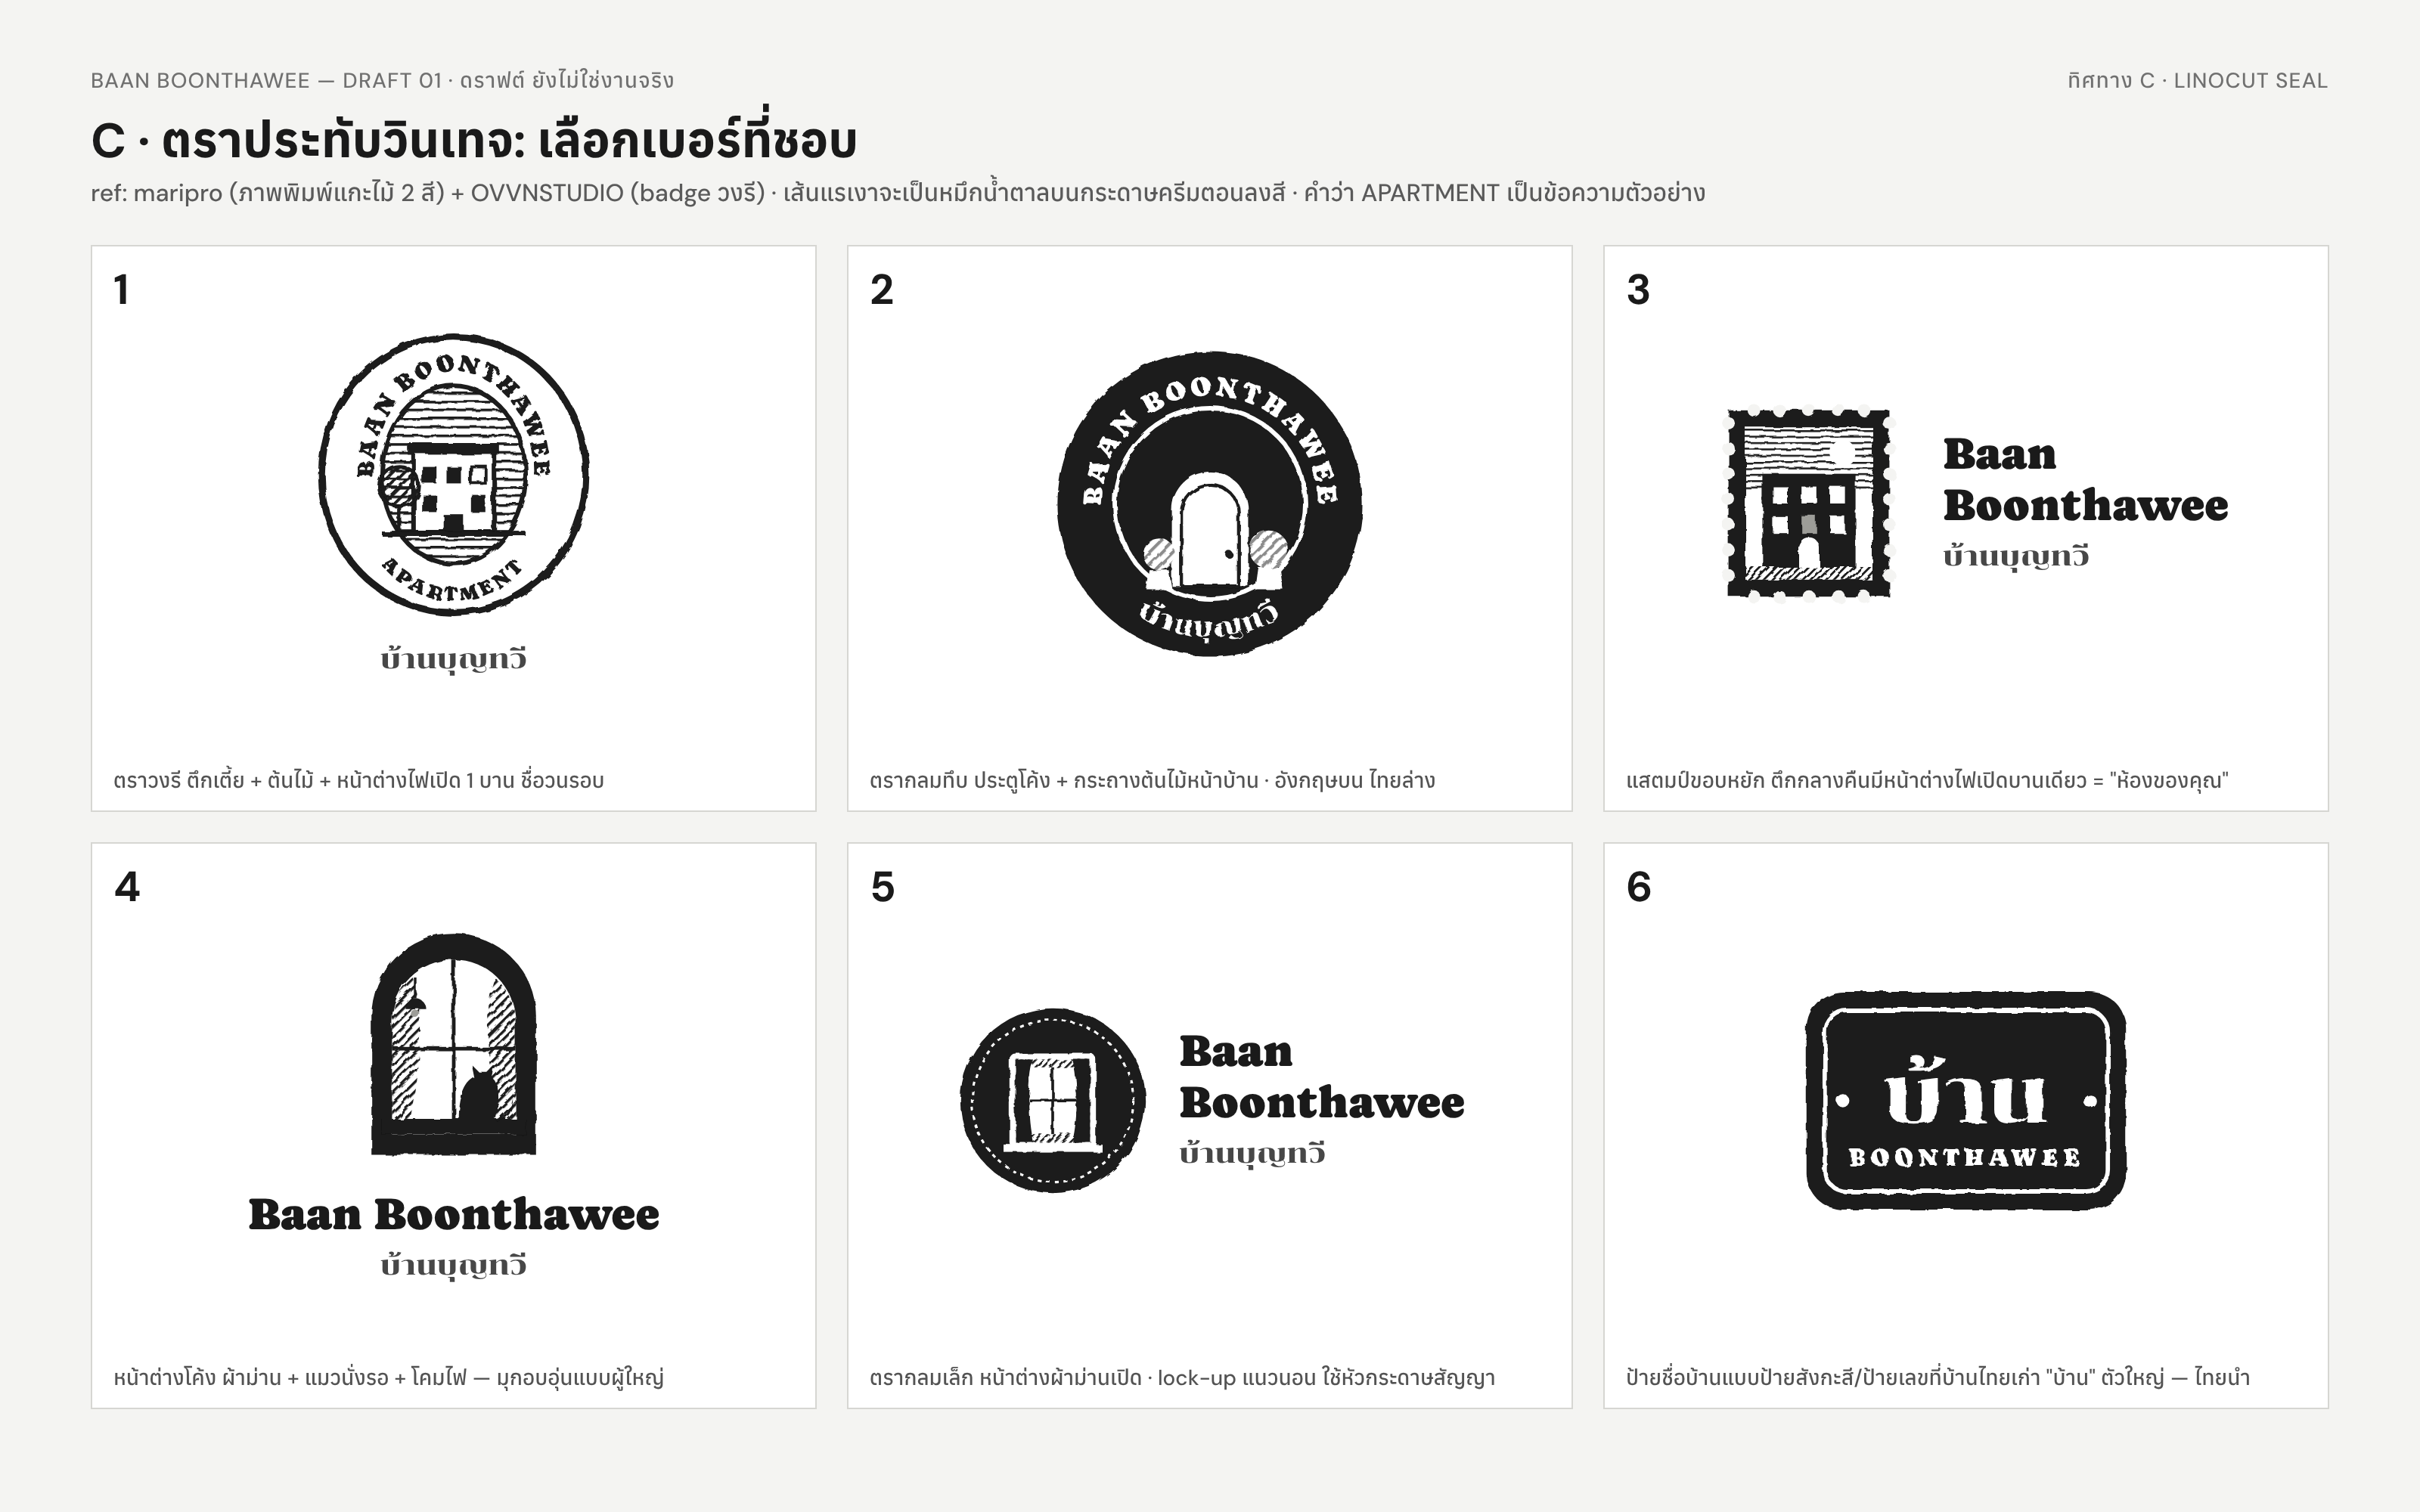 BAAN BOONTHAWEE — DRAFT 01 · ดราฟต์ ยังไม่ใช่งานจริง
ทิศทาง C · LINOCUT SEAL
C · ตราประทับวินเทจ: เลือกเบอร์ที่ชอบ
ref: maripro (ภาพพิมพ์แกะไม้ 2 สี) + OVVNSTUDIO (badge วงรี) · เส้นแรเงาจะเป็นหมึกน้ำตาลบนกระดาษครีมตอนลงสี · คำว่า APARTMENT เป็นข้อความตัวอย่าง
1
BAAN BOONTHAWEE
APARTMENT
บ้านบุญทวี
ตราวงรี ตึกเตี้ย + ต้นไม้ + หน้าต่างไฟเปิด 1 บาน ชื่อวนรอบ
2
BAAN BOONTHAWEE
บ้านบุญทวี
ตรากลมทึบ ประตูโค้ง + กระถางต้นไม้หน้าบ้าน · อังกฤษบน ไทยล่าง
3
Baan
Boonthawee
บ้านบุญทวี
แสตมป์ขอบหยัก ตึกกลางคืนมีหน้าต่างไฟเปิดบานเดียว = "ห้องของคุณ"
4
Baan Boonthawee
บ้านบุญทวี
หน้าต่างโค้ง ผ้าม่าน + แมวนั่งรอ + โคมไฟ — มุกอบอุ่นแบบผู้ใหญ่
5
Baan
Boonthawee
บ้านบุญทวี
ตรากลมเล็ก หน้าต่างผ้าม่านเปิด · lock-up แนวนอน ใช้หัวกระดาษสัญญา
6
บ้าน
BOONTHAWEE
ป้ายชื่อบ้านแบบป้ายสังกะสี/ป้ายเลขที่บ้านไทยเก่า "บ้าน" ตัวใหญ่ — ไทยนำ